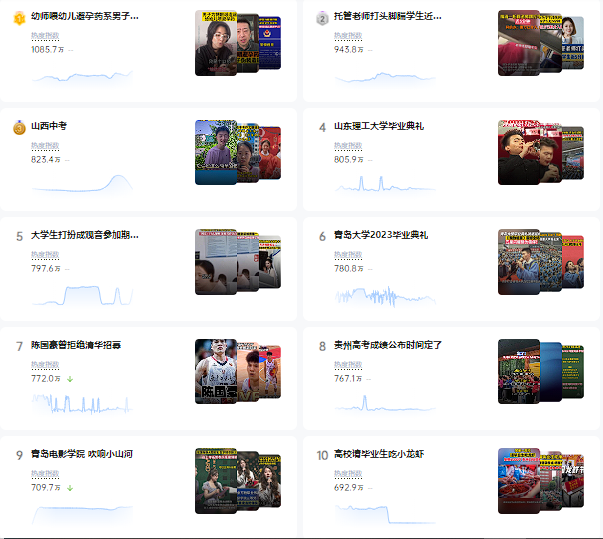 幼师喂幼儿避孕药系男子...
热度指数
1085.7万 --
托管老师打头脚踢学生近...
热度指数
943.8万 --
山西中考
热度指数
823.4万 --
4
山东理工大学毕业典礼
热度指数
805.9万 --
5
大学生打扮成观音参加期...
热度指数
797.6万 --
6
青岛大学2023毕业典礼
热度指数
780.8万 --
7
陈国豪曾拒绝清华招募
热度指数
772.0万 ↓
8
贵州高考成绩公布时间定了
热度指数
767.1万 --
9
青岛电影学院 吹响小山河
热度指数
709.7万 ↓
10
高校请毕业生吃小龙虾
热度指数
692.9万 --